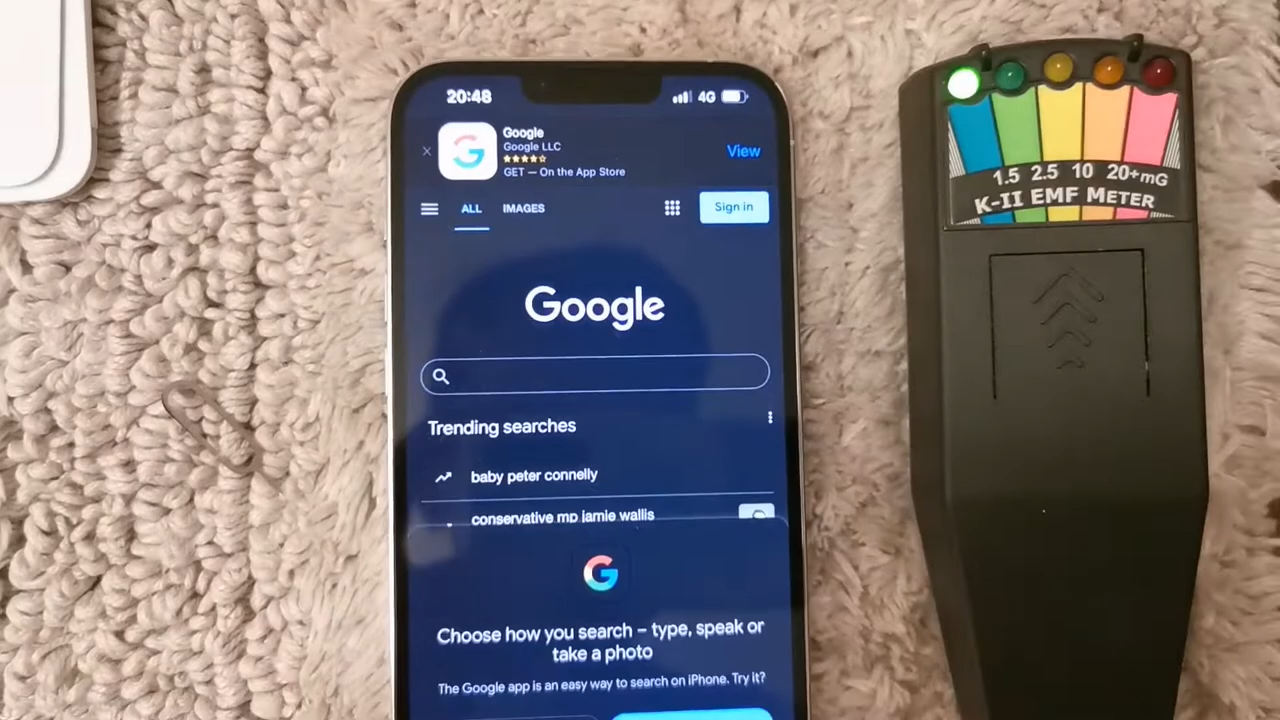 20:48
4G
Google
Google LLC
GET — On the App Store
View
ALL IMAGES
Sign in
Google
Trending searches
baby peter connelly
conservative mp jamie wallis
G
Choose how you search – type, speak or
take a photo
The Google app is an easy way to search on iPhone. Try it?
1.5 2.5 10 20+mG
K-II EMF METER